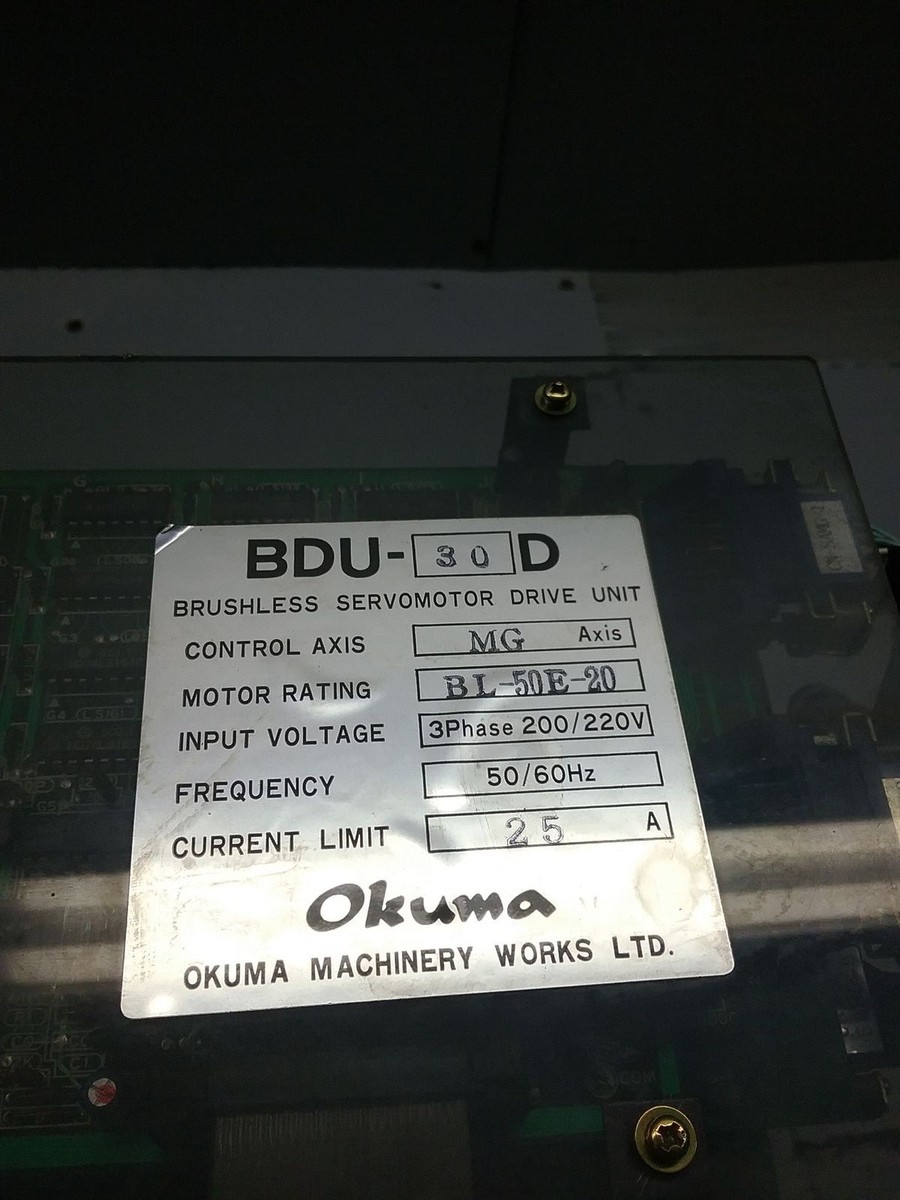 BDU-30D
BRUSHLESS SERVOMOTOR DRIVE UNIT
CONTROL AXIS MG Axis
MOTOR RATING BL-50E-20
INPUT VOLTAGE 3Phase 200/220V
FREQUENCY 50/60Hz
CURRENT LIMIT 25 A
Okuma
OKUMA MACHINERY WORKS LTD.